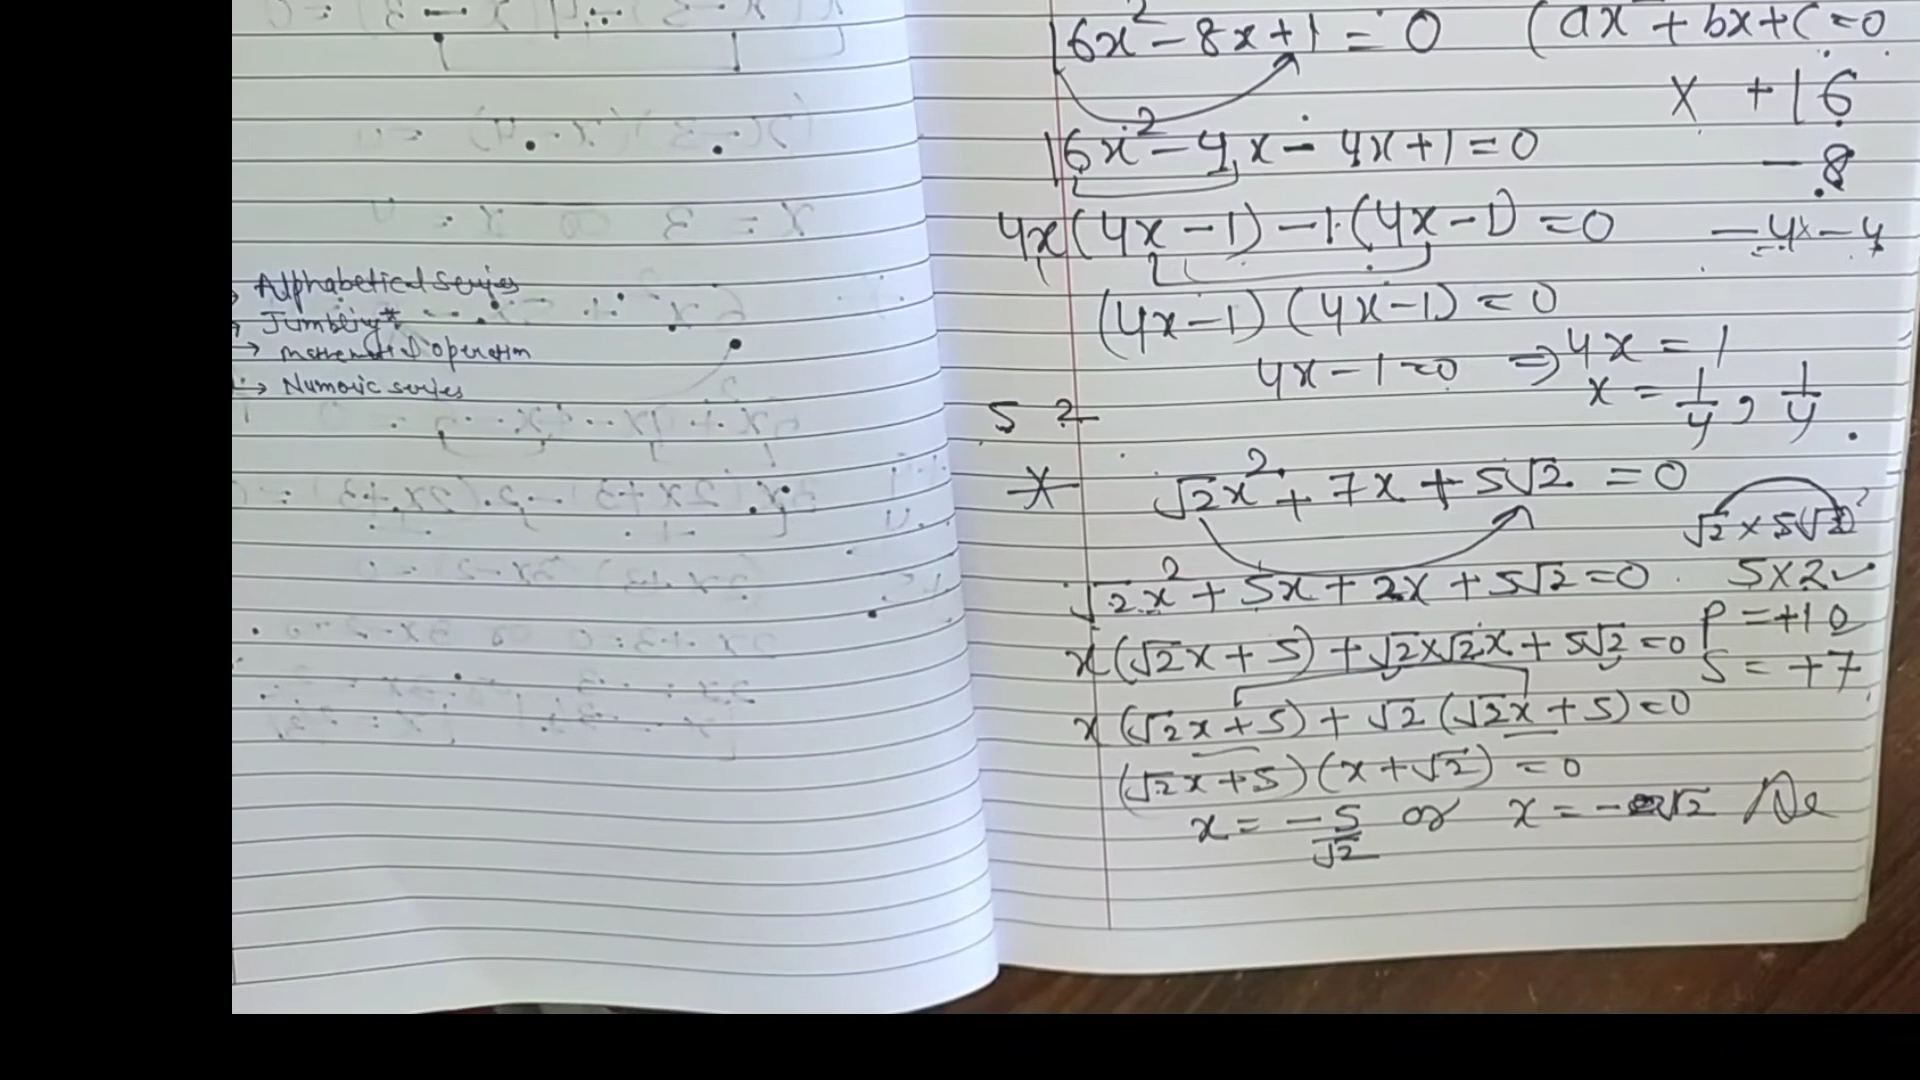 Alphabetical series
Jumbling*
→ Mathematical operation
→ Numeric series
16x² - 8x + 1 = 0 (ax + bx + c = 0
x +16
16x² - 4x - 4x + 1 = 0
- 8
4x(4x - 1) - 1(4x - 1) = 0 - 4x - 4
(4x - 1)(4x - 1) = 0
4x - 1 = 0 ⇒ 4x = 1
x = 1/4, 1/4
√2x² + 7x + 5√2 = 0
√2 × 5√2
√2x² + 5x + 2x + 5√2 = 0 5×2
P = +10
x(√2x + 5) + √2×√2x + 5√2 = 0
S = +7
x(√2x + 5) + √2(√2x + 5) = 0
(√2x + 5)(x + √2) = 0
x = -5/√2 or x = -√2